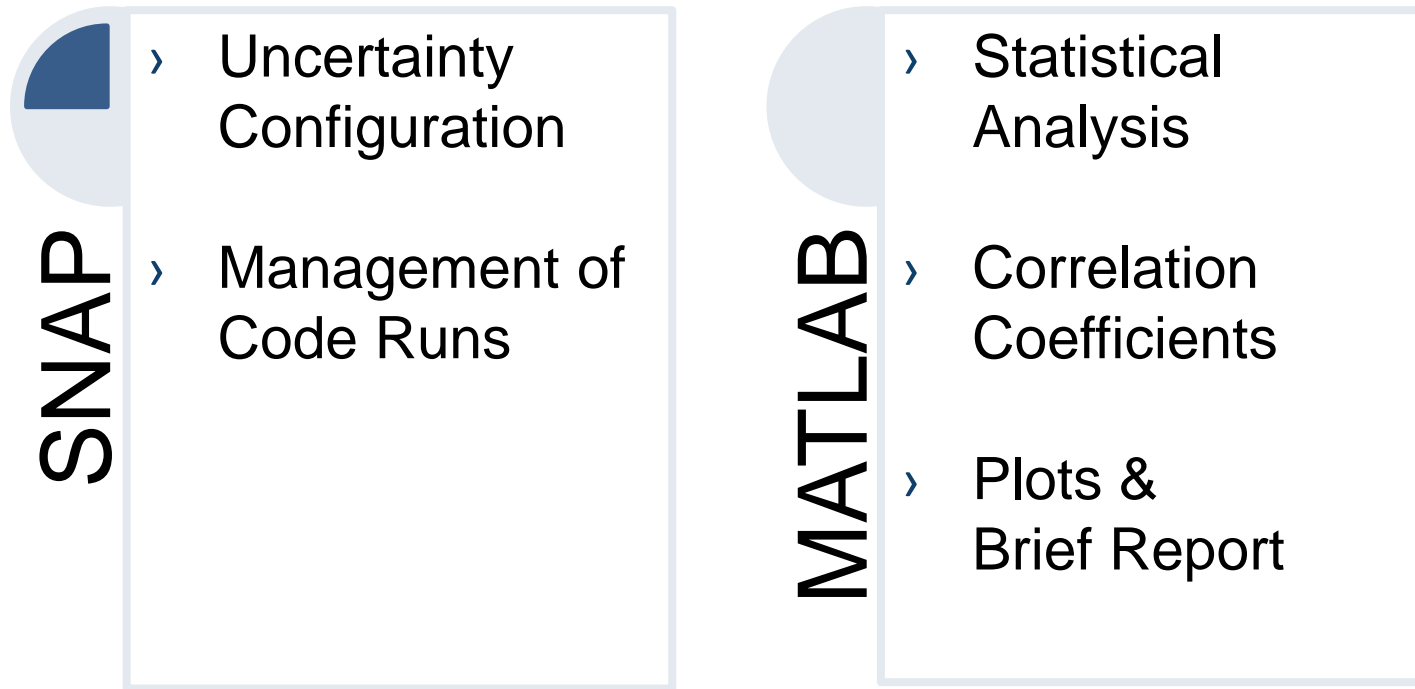 SNAP
› Uncertainty
Configuration
› Management of
Code Runs
MATLAB
› Statistical
Analysis
› Correlation
Coefficients
› Plots &
Brief Report